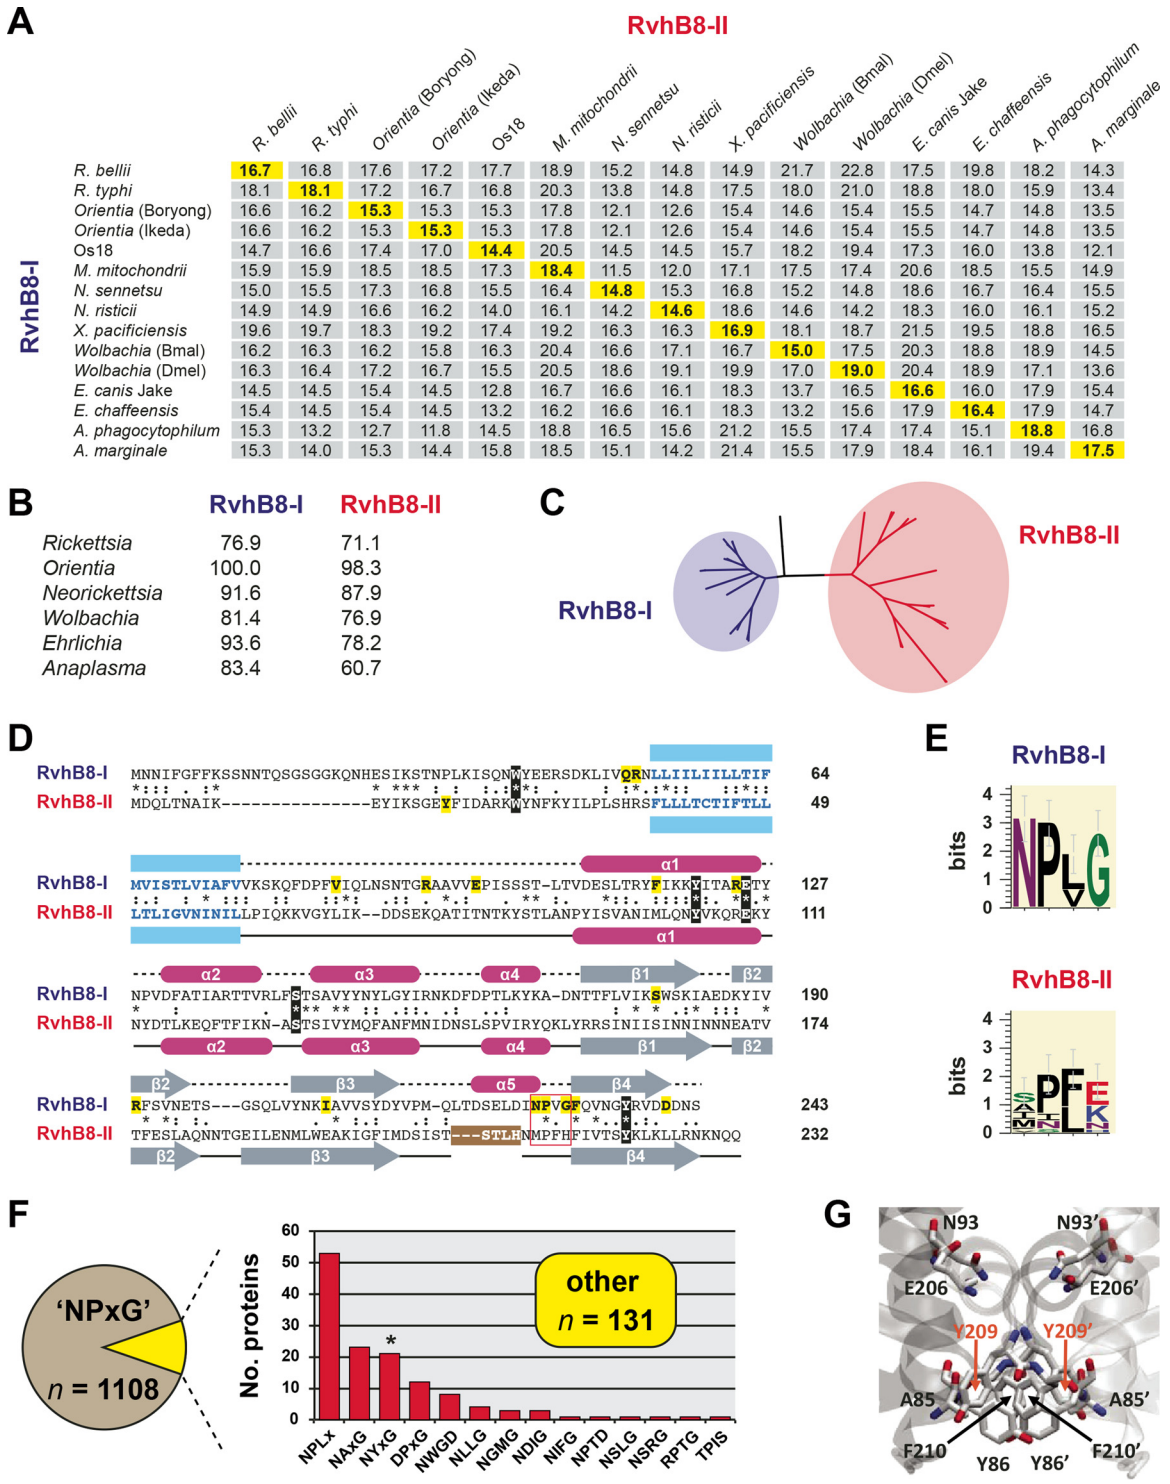 A
RvhB8-II
R. bellii
R. typhi
Orientia (Boryong)
Orientia (Ikeda)
Os18
M. mitochondrii
N. sennetsu
N. risticii
X. pacificiensis
Wolbachia (Bmal)
Wolbachia (Dmel)
E. canis Jake
E. chaffeensis
A. phagocytophilum
A. marginale
RvhB8-I
R. bellii 16.7 16.8 17.6 17.2 17.7 18.9 15.2 14.8 14.9 21.7 22.8 17.5 19.8 18.2 14.3
R. typhi 18.1 18.1 17.2 16.7 16.8 20.3 13.8 14.8 17.5 18.0 21.0 18.8 18.0 15.9 13.4
Orientia (Boryong) 16.6 16.2 15.3 15.3 15.3 17.8 12.1 12.6 15.4 14.6 15.4 15.5 14.7 14.8 13.5
Orientia (Ikeda) 16.6 16.2 15.3 15.3 15.3 17.8 12.1 12.6 15.4 14.6 15.4 15.5 14.7 14.8 13.5
Os18 14.7 16.6 17.4 17.0 14.4 20.5 14.5 14.5 15.7 18.2 19.4 17.3 16.0 13.8 12.1
M. mitochondrii 15.9 15.9 18.5 18.5 17.3 18.4 11.5 12.0 17.1 17.5 17.4 20.6 18.5 15.5 14.9
N. sennetsu 15.0 15.5 17.3 16.8 15.5 16.4 14.8 15.3 16.8 15.2 14.8 18.6 16.7 16.4 15.5
N. risticii 14.9 14.9 16.6 16.2 14.0 16.1 14.2 14.6 18.6 14.6 14.2 18.3 16.0 16.1 15.2
X. pacificiensis 19.6 19.7 18.3 19.2 17.4 19.2 16.3 16.3 16.9 18.1 18.7 21.5 19.5 18.8 16.5
Wolbachia (Bmal) 16.2 16.3 16.2 15.8 16.3 20.4 16.6 17.1 16.7 15.0 17.5 20.3 18.8 18.9 14.5
Wolbachia (Dmel) 16.3 16.4 17.2 16.7 15.5 20.5 18.6 19.1 19.9 17.0 19.0 20.4 18.9 17.1 13.6
E. canis Jake 14.5 14.5 15.4 14.5 12.8 16.7 16.6 16.1 18.3 13.7 16.5 16.6 16.0 17.9 15.4
E. chaffeensis 15.4 14.5 15.4 14.5 13.2 16.2 16.6 16.1 18.3 13.2 15.6 17.9 16.4 17.9 14.7
A. phagocytophilum 15.3 13.2 12.7 11.8 14.5 18.8 16.5 15.6 21.2 15.5 17.4 17.4 15.1 18.8 16.8
A. marginale 15.3 14.0 15.3 14.4 15.8 18.5 15.1 14.2 21.4 15.5 17.9 18.4 16.1 19.4 17.5
B
RvhB8-I RvhB8-II
Rickettsia 76.9 71.1
Orientia 100.0 98.3
Neorickettsia 91.6 87.9
Wolbachia 81.4 76.9
Ehrlichia 93.6 78.2
Anaplasma 83.4 60.7
C
RvhB8-I
RvhB8-II
D
RvhB8-I MNNIFGFFKSSNNTQSGSGGKQNHESIKSTNPLKISQNWYEERSDKLIVQRNLLIILIILLTIF 64
RvhB8-II MDQLTNAIK---------------EYIKSGEYFIDARKWYNFKYILPLSHRSFLLLTCTIFTLL 49
α1
RvhB8-I MVISTLVIAFVVKSKQFDPFVIQLNSNTGRAAVVEPISSST-LTVDESLTRYFIKKYITARETY 127
RvhB8-II LTLIGVNINILLPIQKKVGYLIK--DDSEKQATITNTKYSTLANPYISVANIMLQNYVKQREKY 111
α1
α2 α3 α4 β1 β2
RvhB8-I NPVDFATIARTTVRLFSTSAVYYNYLGYIRNKDFDPTLKYKA-DNTTFLVIKSWSKIAEDKYIV 190
RvhB8-II NYDTLKEQFTFIKN-ASTSIVYMQFANFMNIDNSLSPVIRYQKLYRRSINIISINNINNNEATV 174
α2 α3 α4 β1 β2
β2 β3 α5 β4
RvhB8-I RFSVNETS---GSQLVYNKIAVVSYDYVPM-QLTDSELDINPVGFQVNGYRVDDDNS 243
RvhB8-II TFESLAQNNTGEILENMLWEAKIGFTMDSIST---STLHNMPFHFIVTSYKLKLLRNKNQQ 232
β2 β3 β4
E
RvhB8-I
bits
4
3
2
1
0
NPLG
V
RvhB8-II
bits
4
3
2
1
0
F
'NPxG'
n = 1108
No. proteins
60
50
40
30
20
10
0
*
other
n = 131
NPLx NAxG NYxG DPxG NWGD NLLG NGMG NDIG NIFG NPTD NSLG NSRG RPTG TPIS
G
N93 N93'
E206 E206'
Y209 Y209'
A85 A85'
F210 F210'
Y86 Y86'